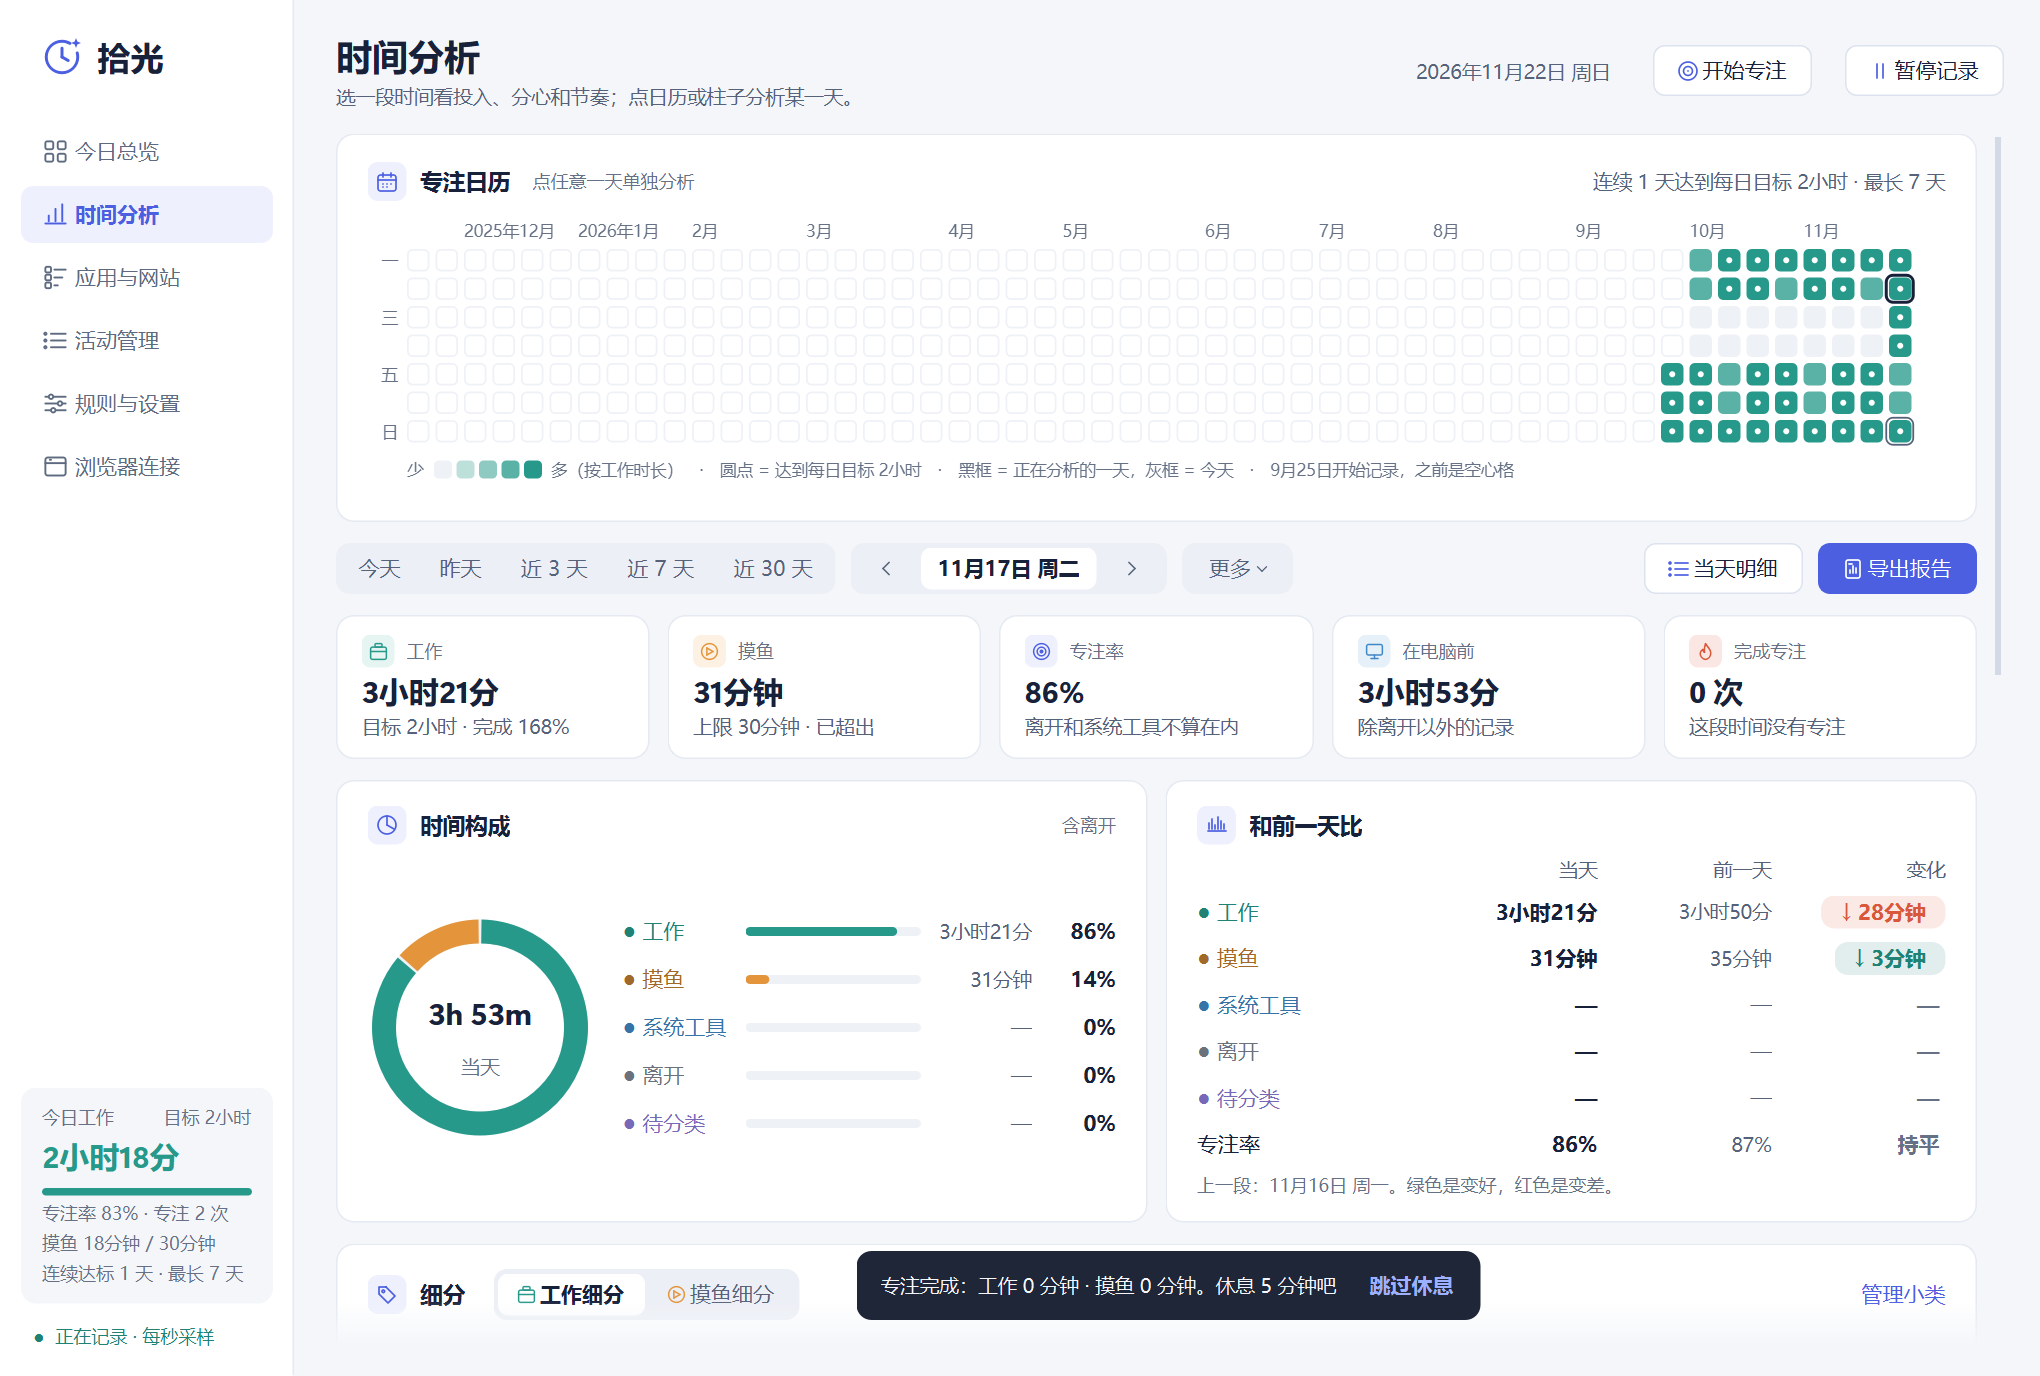 拾光
今日总览
时间分析
应用与网站
活动管理
规则与设置
浏览器连接
今日工作 目标 2小时
2小时18分
专注率 83% · 专注 2 次
摸鱼 18分钟 / 30分钟
连续达标 1 天 · 最长 7 天
正在记录 · 每秒采样
时间分析
选一段时间看投入、分心和节奏；点日历或柱子分析某一天。
2026年11月22日 周日
开始专注
暂停记录
专注日历 点任意一天单独分析
连续 1 天达到每日目标 2小时 · 最长 7 天
2025年12月 2026年1月 2月 3月 4月 5月 6月 7月 8月 9月 10月 11月
一
三
五
日
少 多（按工作时长） · 圆点 = 达到每日目标 2小时 · 黑框 = 正在分析的一天，灰框 = 今天 · 9月25日开始记录，之前是空心格
今天 昨天 近 3 天 近 7 天 近 30 天
11月17日 周二
更多
当天明细
导出报告
工作
3小时21分
目标 2小时 · 完成 168%
摸鱼
31分钟
上限 30分钟 · 已超出
专注率
86%
离开和系统工具不算在内
在电脑前
3小时53分
除离开以外的记录
完成专注
0 次
这段时间没有专注
时间构成 含离开
3h 53m
当天
工作 3小时21分 86%
摸鱼 31分钟 14%
系统工具 — 0%
离开 — 0%
待分类 — 0%
和前一天比
当天 前一天 变化
工作 3小时21分 3小时50分 ↓28分钟
摸鱼 31分钟 35分钟 ↓3分钟
系统工具 — — —
离开 — — —
待分类 — — —
专注率 86% 87% 持平
上一段：11月16日 周一。绿色是变好，红色是变差。
细分 工作细分 摸鱼细分
专注完成：工作 0 分钟 · 摸鱼 0 分钟。休息 5 分钟吧 跳过休息
管理小类